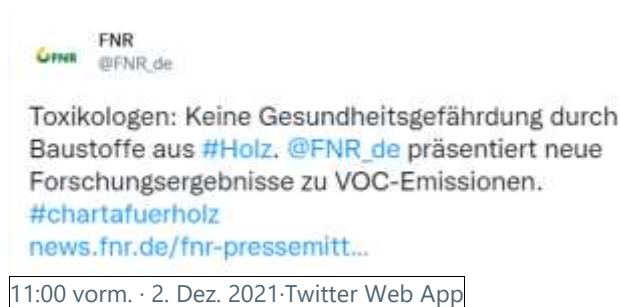 FNR
FNR
@FNR_de
Toxikologen: Keine Gesundheitsgefährdung durch
Baustoffe aus #Holz. @FNR_de präsentiert neue
Forschungsergebnisse zu VOC-Emissionen.
#chartafuerholz
news.fnr.de/fnr-pressemitt...
11:00 vorm. · 2. Dez. 2021·Twitter Web App